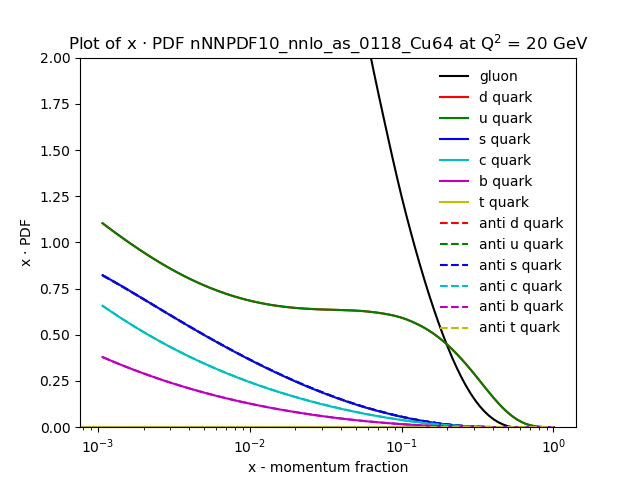 Plot of x · PDF nNNPDF10_nnlo_as_0118_Cu64 at Q² = 20 GeV
2.00
1.75
1.50
1.25
1.00
0.75
0.50
0.25
0.00
x · PDF
gluon
d quark
u quark
s quark
c quark
b quark
t quark
anti d quark
anti u quark
anti s quark
anti c quark
anti b quark
anti t quark
10⁻³ 10⁻² 10⁻¹ 10⁰
x - momentum fraction